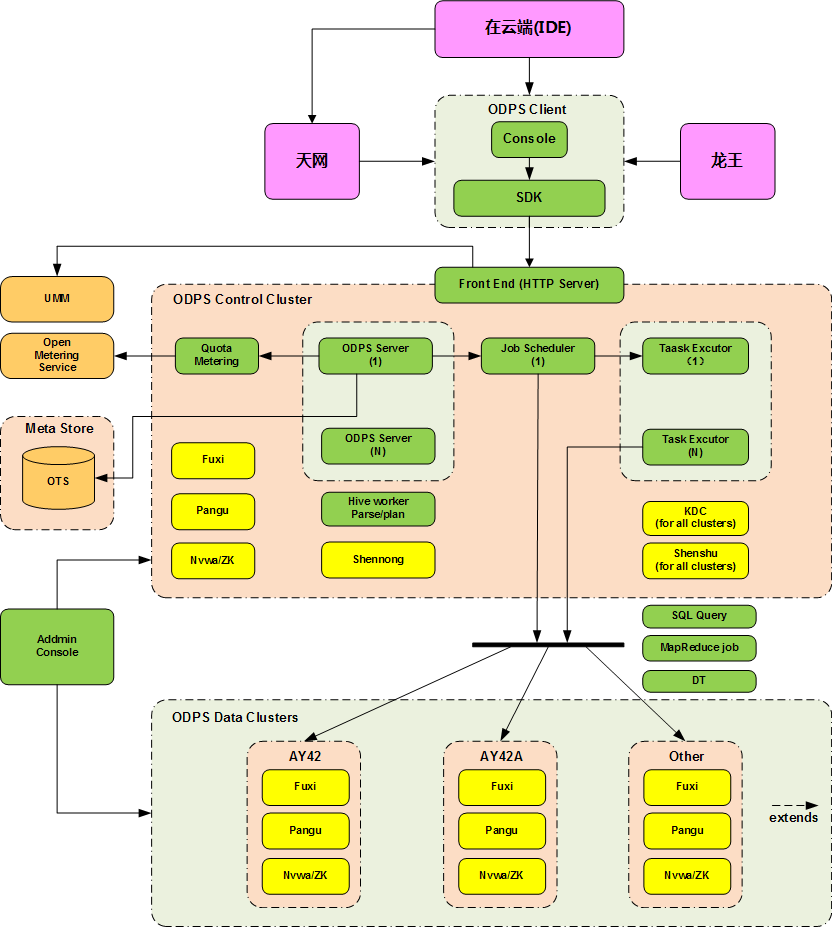 在云端(IDE)
ODPS Client
Console
SDK
天网
龙王
Front End (HTTP Server)
UMM
Open
Metering
Service
ODPS Control Cluster
Quota
Metering
ODPS Server
(1)
Job Scheduler
(1)
Taask Excutor
(1)
ODPS Server
(N)
Task Excutor
(N)
Meta Store
OTS
Fuxi
Pangu
Nvwa/ZK
Hive worker
Parse/plan
Shennong
KDC
(for all clusters)
Shenshu
(for all clusters)
Addmin
Console
SQL Query
MapReduce job
DT
ODPS Data Clusters
AY42
Fuxi
Pangu
Nvwa/ZK
AY42A
Fuxi
Pangu
Nvwa/ZK
Other
Fuxi
Pangu
Nvwa/ZK
extends